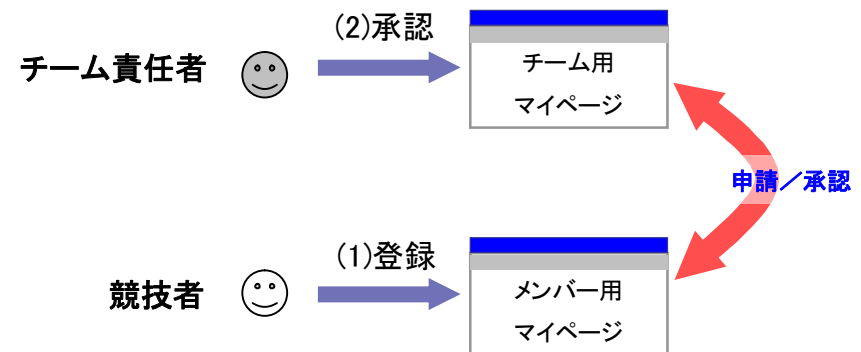 (2)承認
チーム責任者
チーム用
マイページ
申請／承認
(1)登録
競技者
メンバー用
マイページ